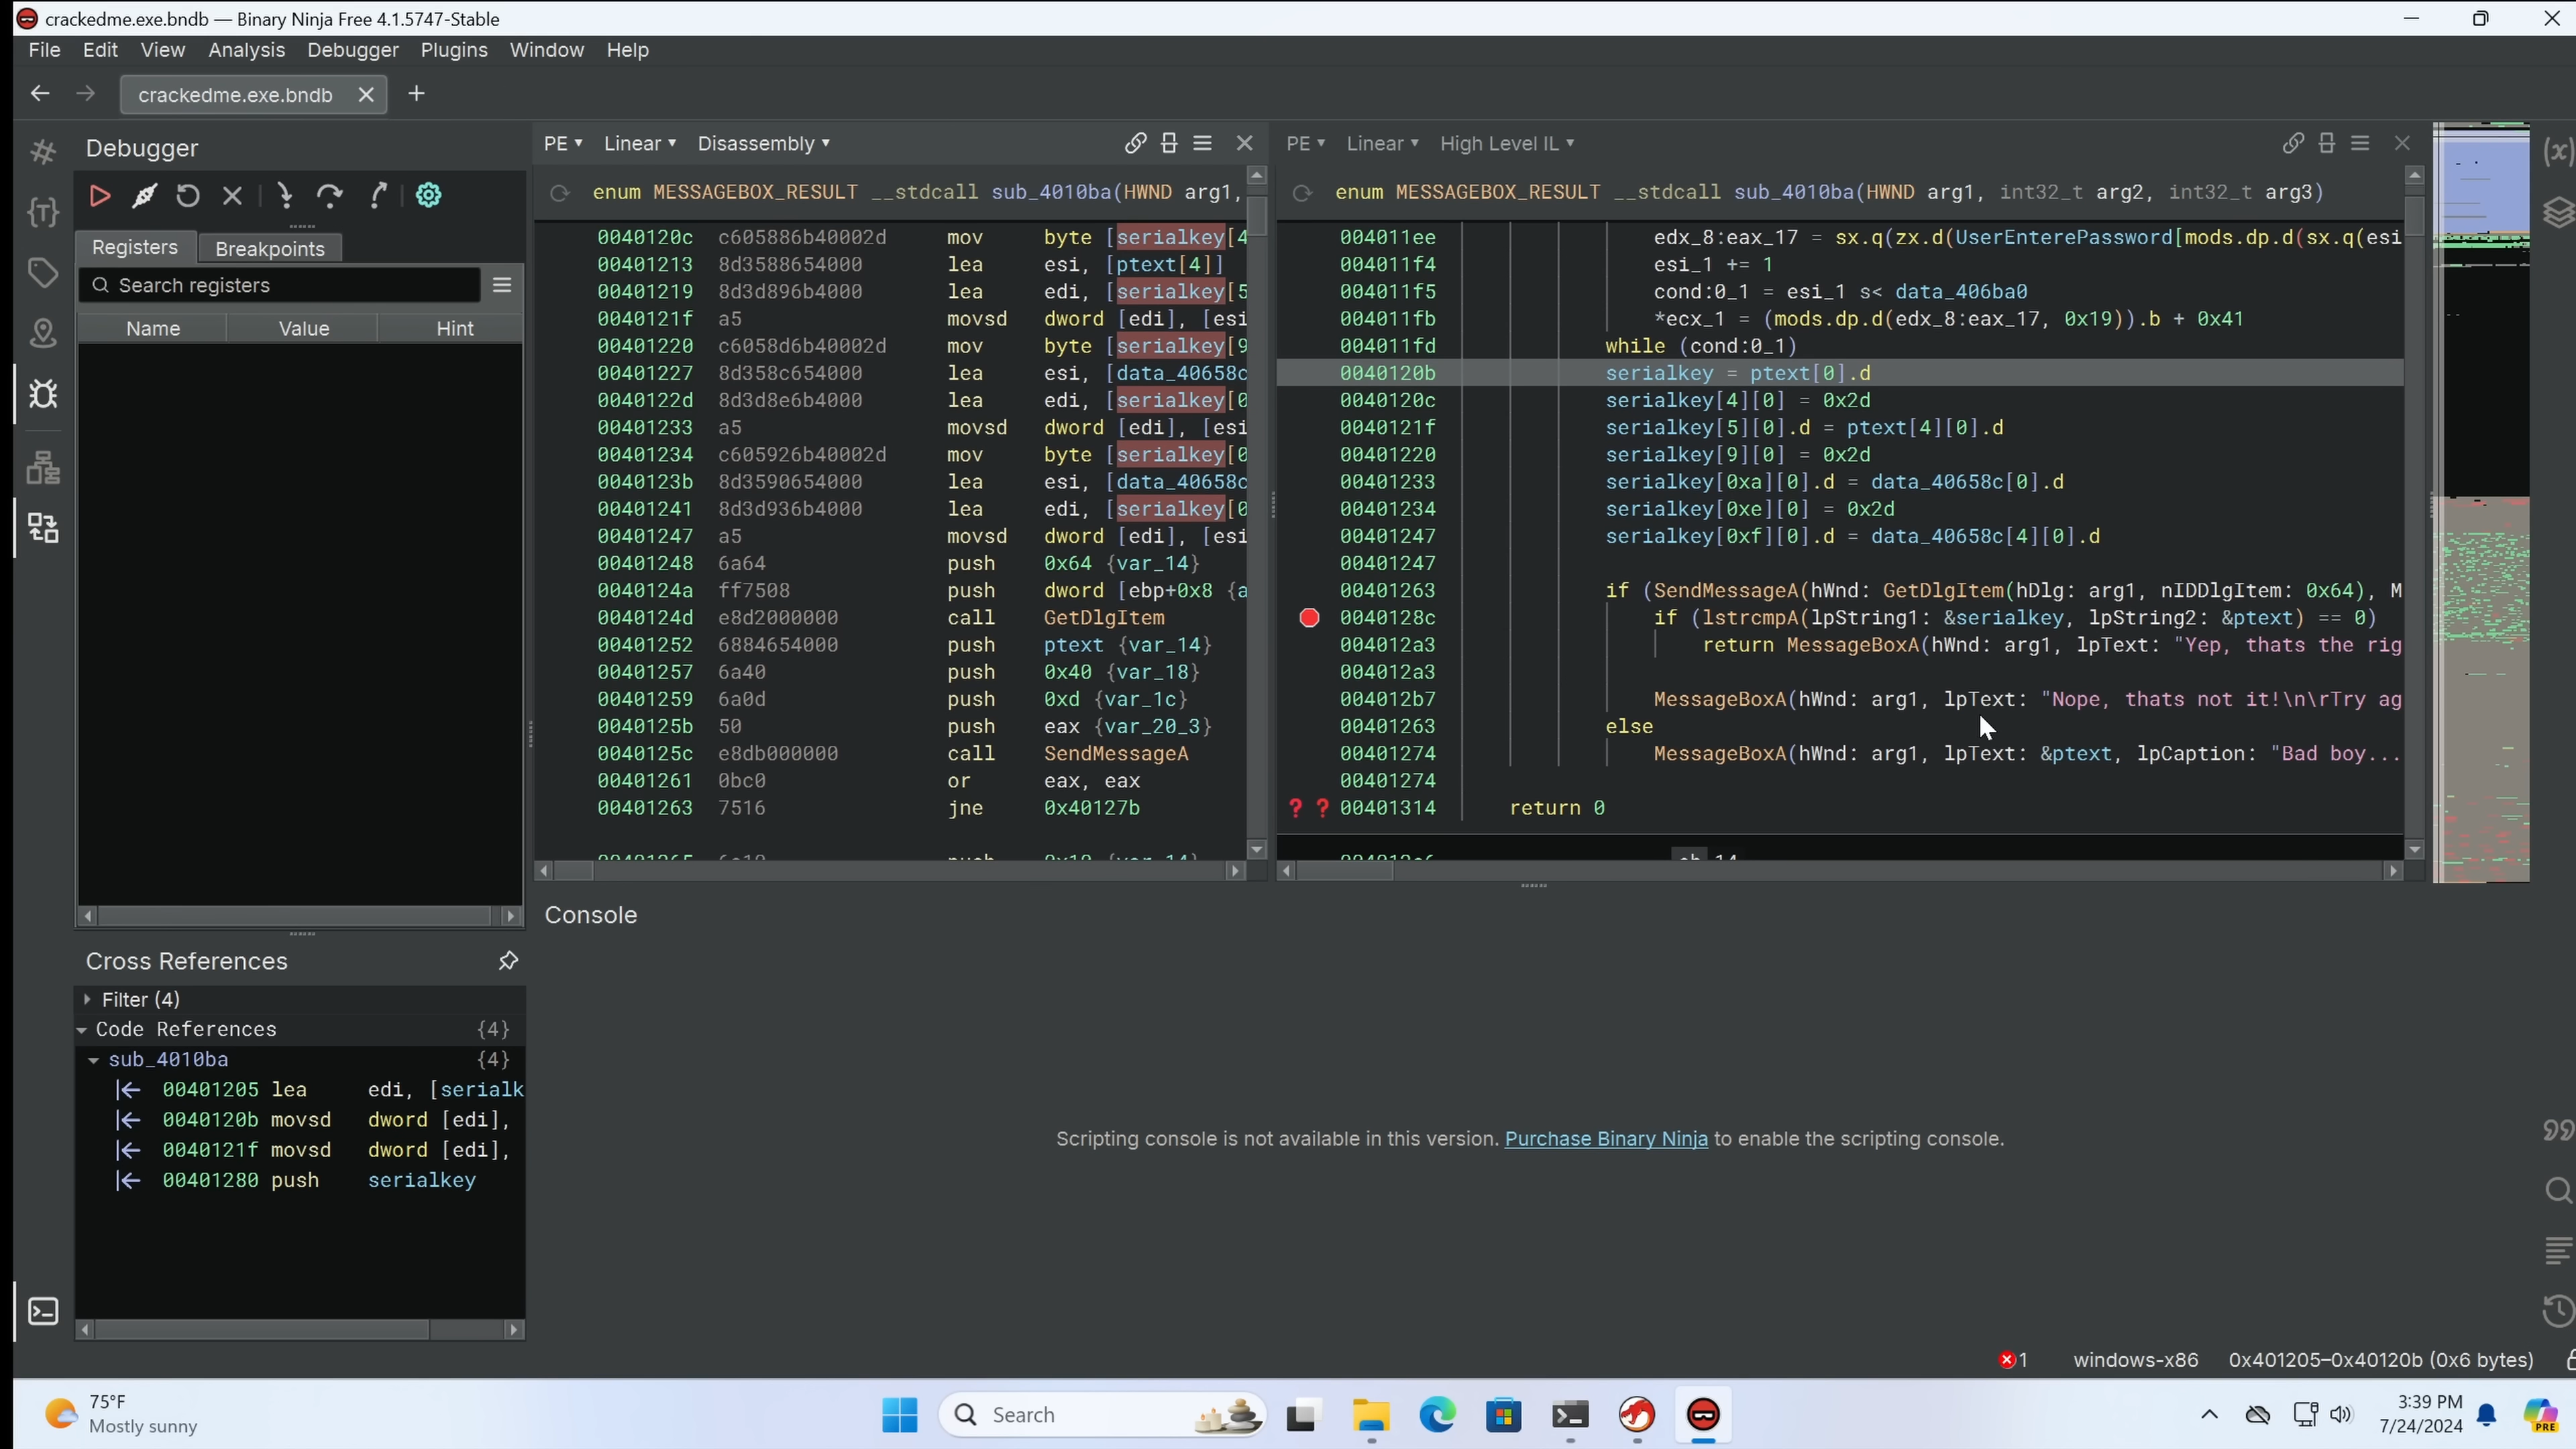 crackedme.exe.bndb — Binary Ninja Free 4.1.5747-Stable
File Edit View Analysis Debugger Plugins Window Help
crackedme.exe.bndb
Debugger
Registers Breakpoints
Search registers
Name Value Hint
Cross References
Filter (4)
Code References {4}
sub_4010ba {4}
00401205 lea edi, [serialk
0040120b movsd dword [edi],
0040121f movsd dword [edi],
00401280 push serialkey
PE Linear Disassembly
enum MESSAGEBOX_RESULT __stdcall sub_4010ba(HWND arg1,
0040120c c605886b40002d mov byte [serialkey[4
00401213 8d3588654000 lea esi, [ptext[4]]
00401219 8d3d896b4000 lea edi, [serialkey[5
0040121f a5 movsd dword [edi], [esi
00401220 c6058d6b40002d mov byte [serialkey[9
00401227 8d358c654000 lea esi, [data_40658c
0040122d 8d3d8e6b4000 lea edi, [serialkey[0
00401233 a5 movsd dword [edi], [esi
00401234 c605926b40002d mov byte [serialkey[0
0040123b 8d3590654000 lea esi, [data_40658c
00401241 8d3d936b4000 lea edi, [serialkey[0
00401247 a5 movsd dword [edi], [esi
00401248 6a64 push 0x64 {var_14}
0040124a ff7508 push dword [ebp+0x8 {a
0040124d e8d2000000 call GetDlgItem
00401252 6884654000 push ptext {var_14}
00401257 6a40 push 0x40 {var_18}
00401259 6a0d push 0xd {var_1c}
0040125b 50 push eax {var_20_3}
0040125c e8db000000 call SendMessageA
00401261 0bc0 or eax, eax
00401263 7516 jne 0x40127b
PE Linear High Level IL
enum MESSAGEBOX_RESULT __stdcall sub_4010ba(HWND arg1, int32_t arg2, int32_t arg3)
004011ee edx_8:eax_17 = sx.q(zx.d(UserEnterePassword[mods.dp.d(sx.q(esi
004011f4 esi_1 += 1
004011f5 cond:0_1 = esi_1 s< data_406ba0
004011fb *ecx_1 = (mods.dp.d(edx_8:eax_17, 0x19)).b + 0x41
004011fd while (cond:0_1)
0040120b serialkey = ptext[0].d
0040120c serialkey[4][0] = 0x2d
0040121f serialkey[5][0].d = ptext[4][0].d
00401220 serialkey[9][0] = 0x2d
00401233 serialkey[0xa][0].d = data_40658c[0].d
00401234 serialkey[0xe][0] = 0x2d
00401247 serialkey[0xf][0].d = data_40658c[4][0].d
00401247
00401263 if (SendMessageA(hWnd: GetDlgItem(hDlg: arg1, nIDDlgItem: 0x64), M
0040128c if (lstrcmpA(lpString1: &serialkey, lpString2: &ptext) == 0)
004012a3 return MessageBoxA(hWnd: arg1, lpText: "Yep, thats the rig
004012a3
004012b7 MessageBoxA(hWnd: arg1, lpText: "Nope, thats not it!\n\rTry ag
00401263 else
00401274 MessageBoxA(hWnd: arg1, lpText: &ptext, lpCaption: "Bad boy...
00401274
? ? 00401314 return 0
Console
Scripting console is not available in this version. Purchase Binary Ninja to enable the scripting console.
1 windows-x86 0x401205–0x40120b (0x6 bytes)
75°F
Mostly sunny
Search
3:39 PM
7/24/2024
PRE